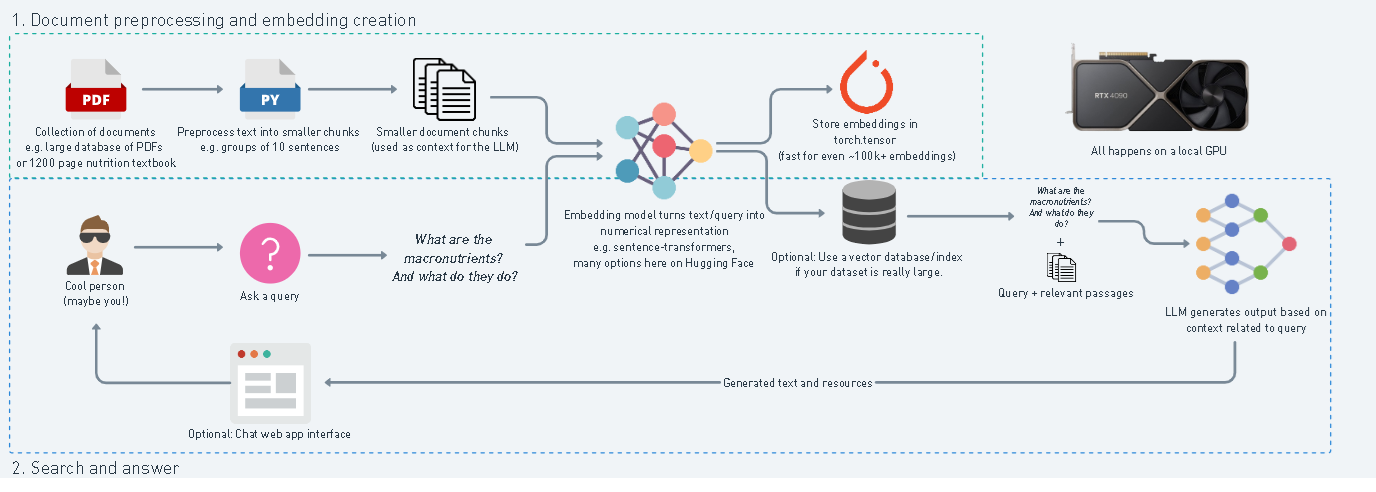 1. Document preprocessing and embedding creation
PDF
Collection of documents
e.g. large database of PDFs
or 1200 page nutrition textbook
PY
Preprocess text into smaller chunks
e.g. groups of 10 sentences
Smaller document chunks
(used as context for the LLM)
Embedding model turns text/query into
numerical representation
e.g. sentence-transformers,
many options here on Hugging Face
Store embeddings in
torch.tensor
(fast for even ~100k+ embeddings)
RTX 4090
All happens on a local GPU
Cool person
(maybe you!)
?
Ask a query
What are the
macronutrients?
And what do they do?
Optional: Use a vector database/index
if your dataset is really large.
What are the
macronutrients?
And what do they
do?
+
Query + relevant passages
LLM generates output based on
context related to query
Generated text and resources
Optional: Chat web app interface
2. Search and answer